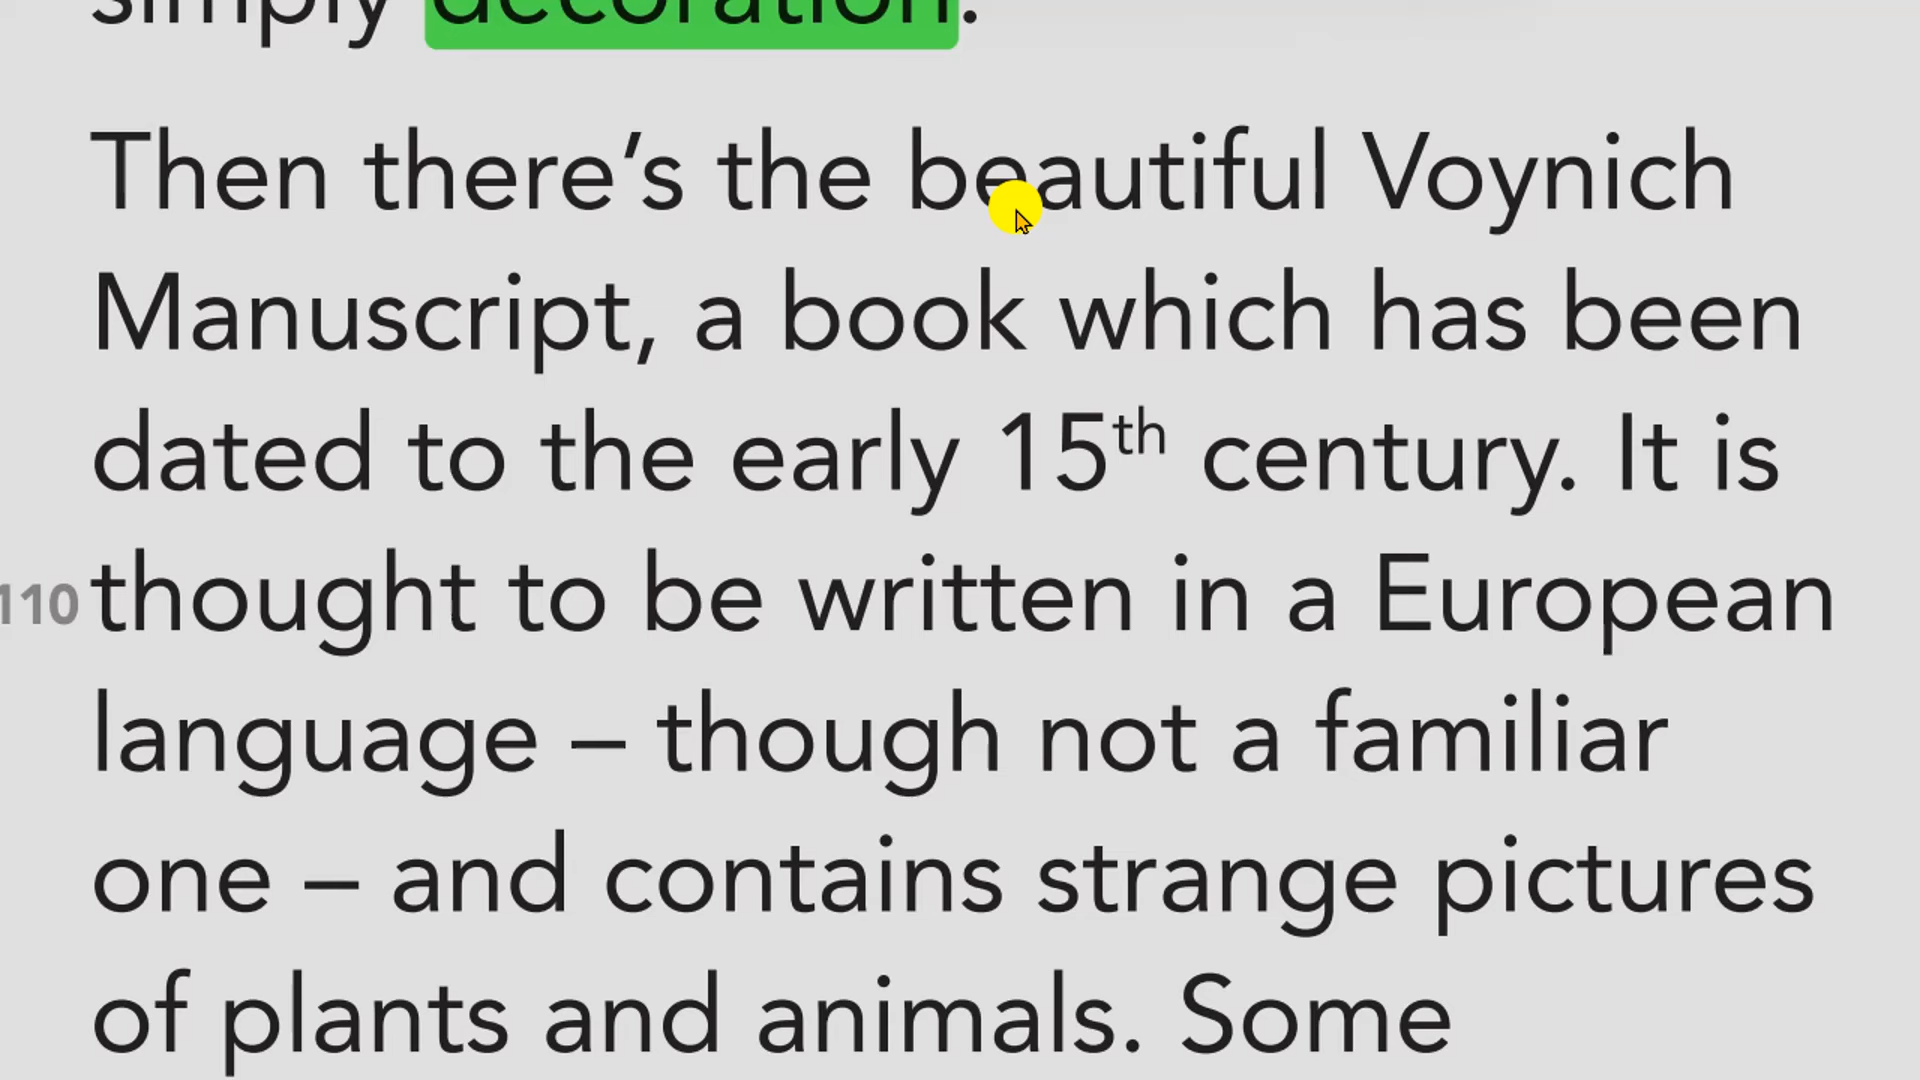 simply decoration.
Then there’s the beautiful Voynich
Manuscript, a book which has been
dated to the early 15th century. It is
110 thought to be written in a European
language – though not a familiar
one – and contains strange pictures
of plants and animals. Some